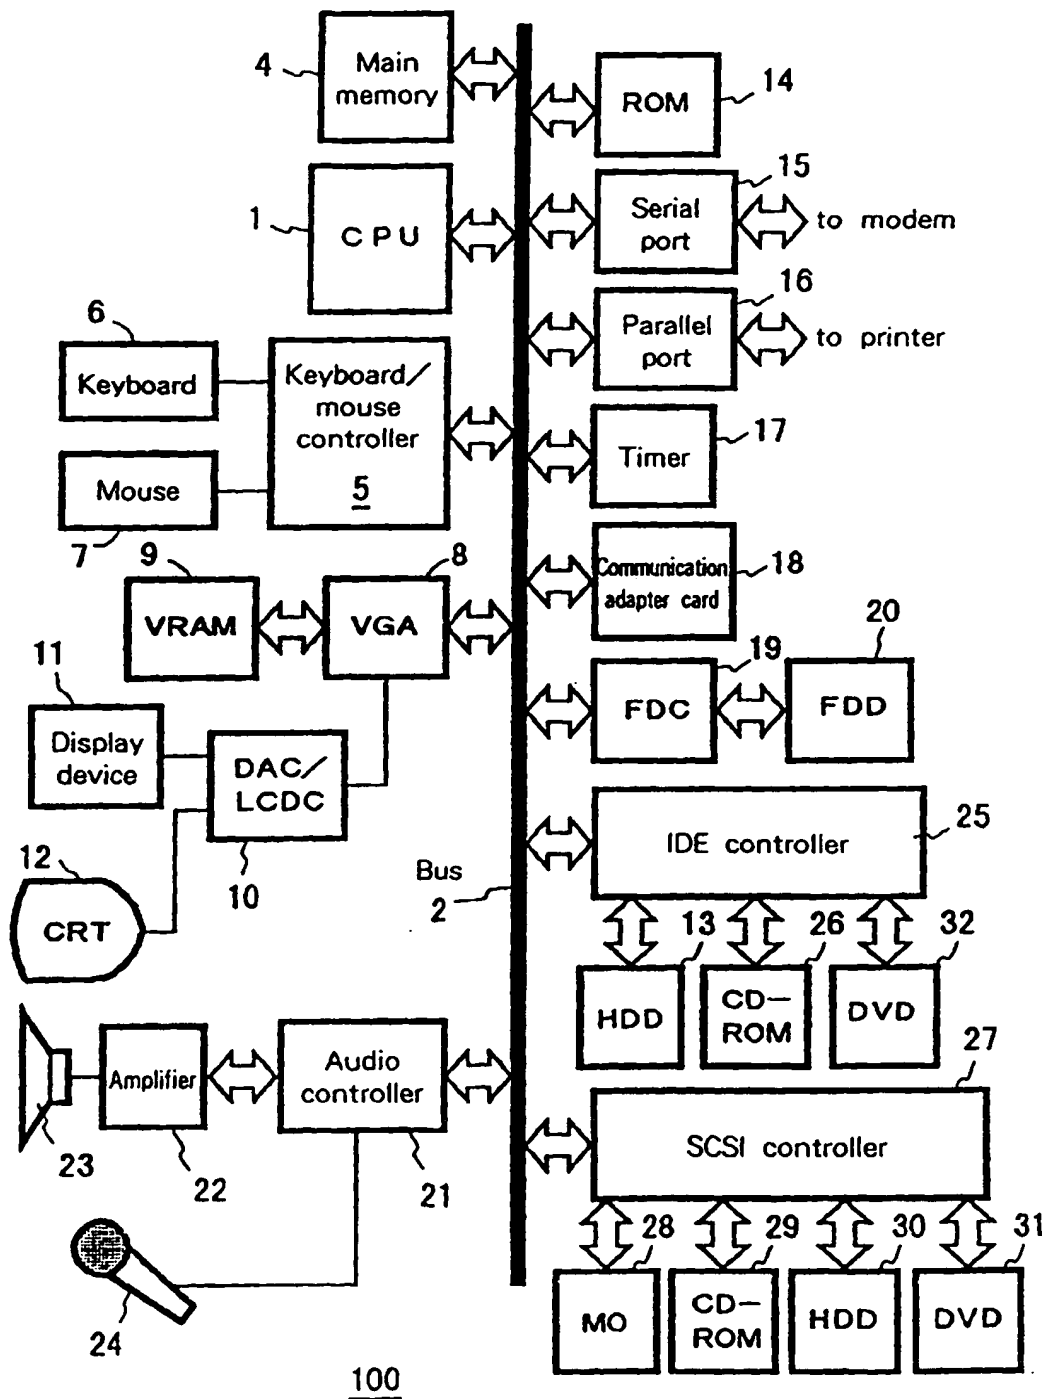 4
Main
memory
ROM
14
1
CPU
15
Serial
port
to modem
16
Parallel
port
to printer
6
Keyboard
Keyboard/
mouse
controller
5
Mouse
7
Timer
17
Communication
adapter card
18
9
VRAM
8
VGA
11
Display
device
DAC/
LCDC
10
19
FDC
20
FDD
12
CRT
Bus
2
IDE controller
25
13
HDD
26
CD-
ROM
32
DVD
23
Amplifier
22
Audio
controller
21
27
SCSI controller
24
28
MO
29
CD-
ROM
30
HDD
31
DVD
100